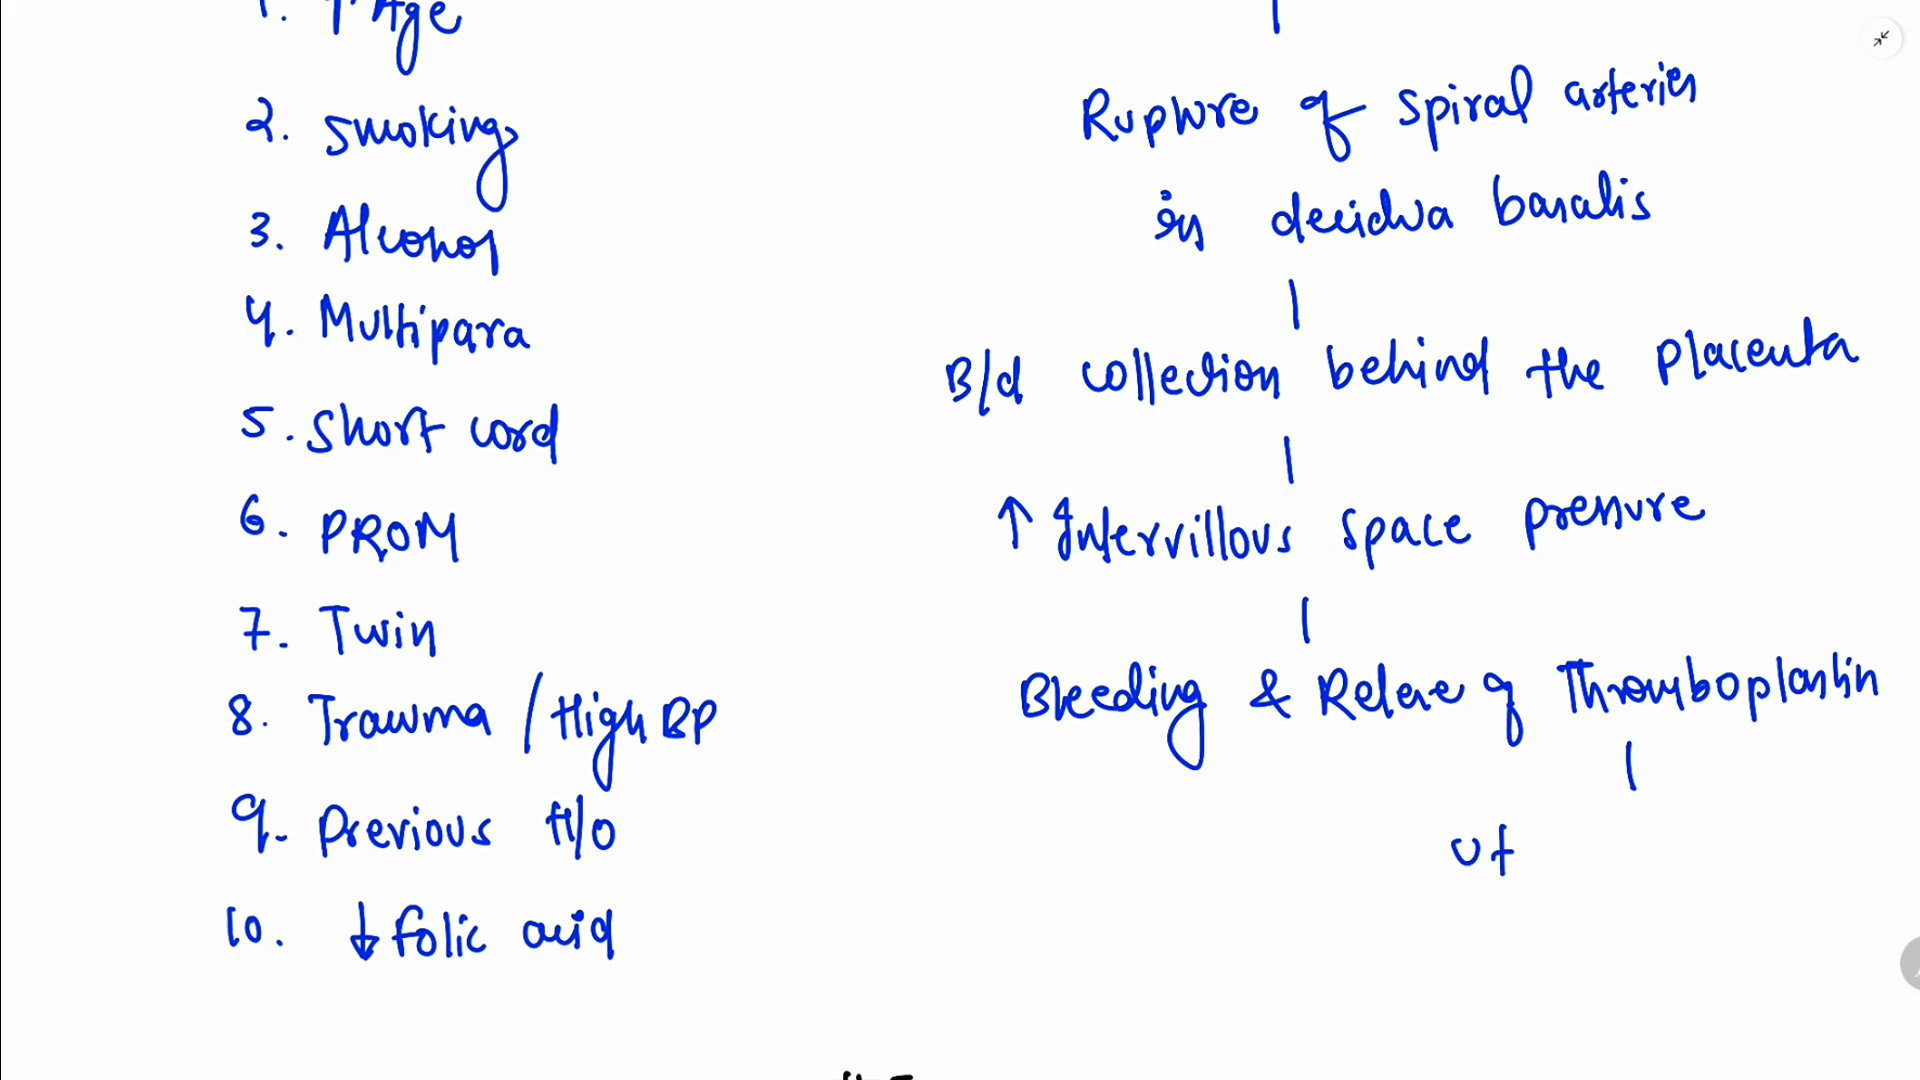 1. ↑ Age
2. Smoking
3. Alcohol
4. Multipara
5. Short cord
6. PROM
7. Twin
8. Trauma / High BP
9. Previous H/O
10. ↓ folic acid
Rupture of spiral arteries
in decidua basalis
B/d collection behind the placenta
↑ Intervillous space pressure
Bleeding & Release of Thromboplastin
Ut